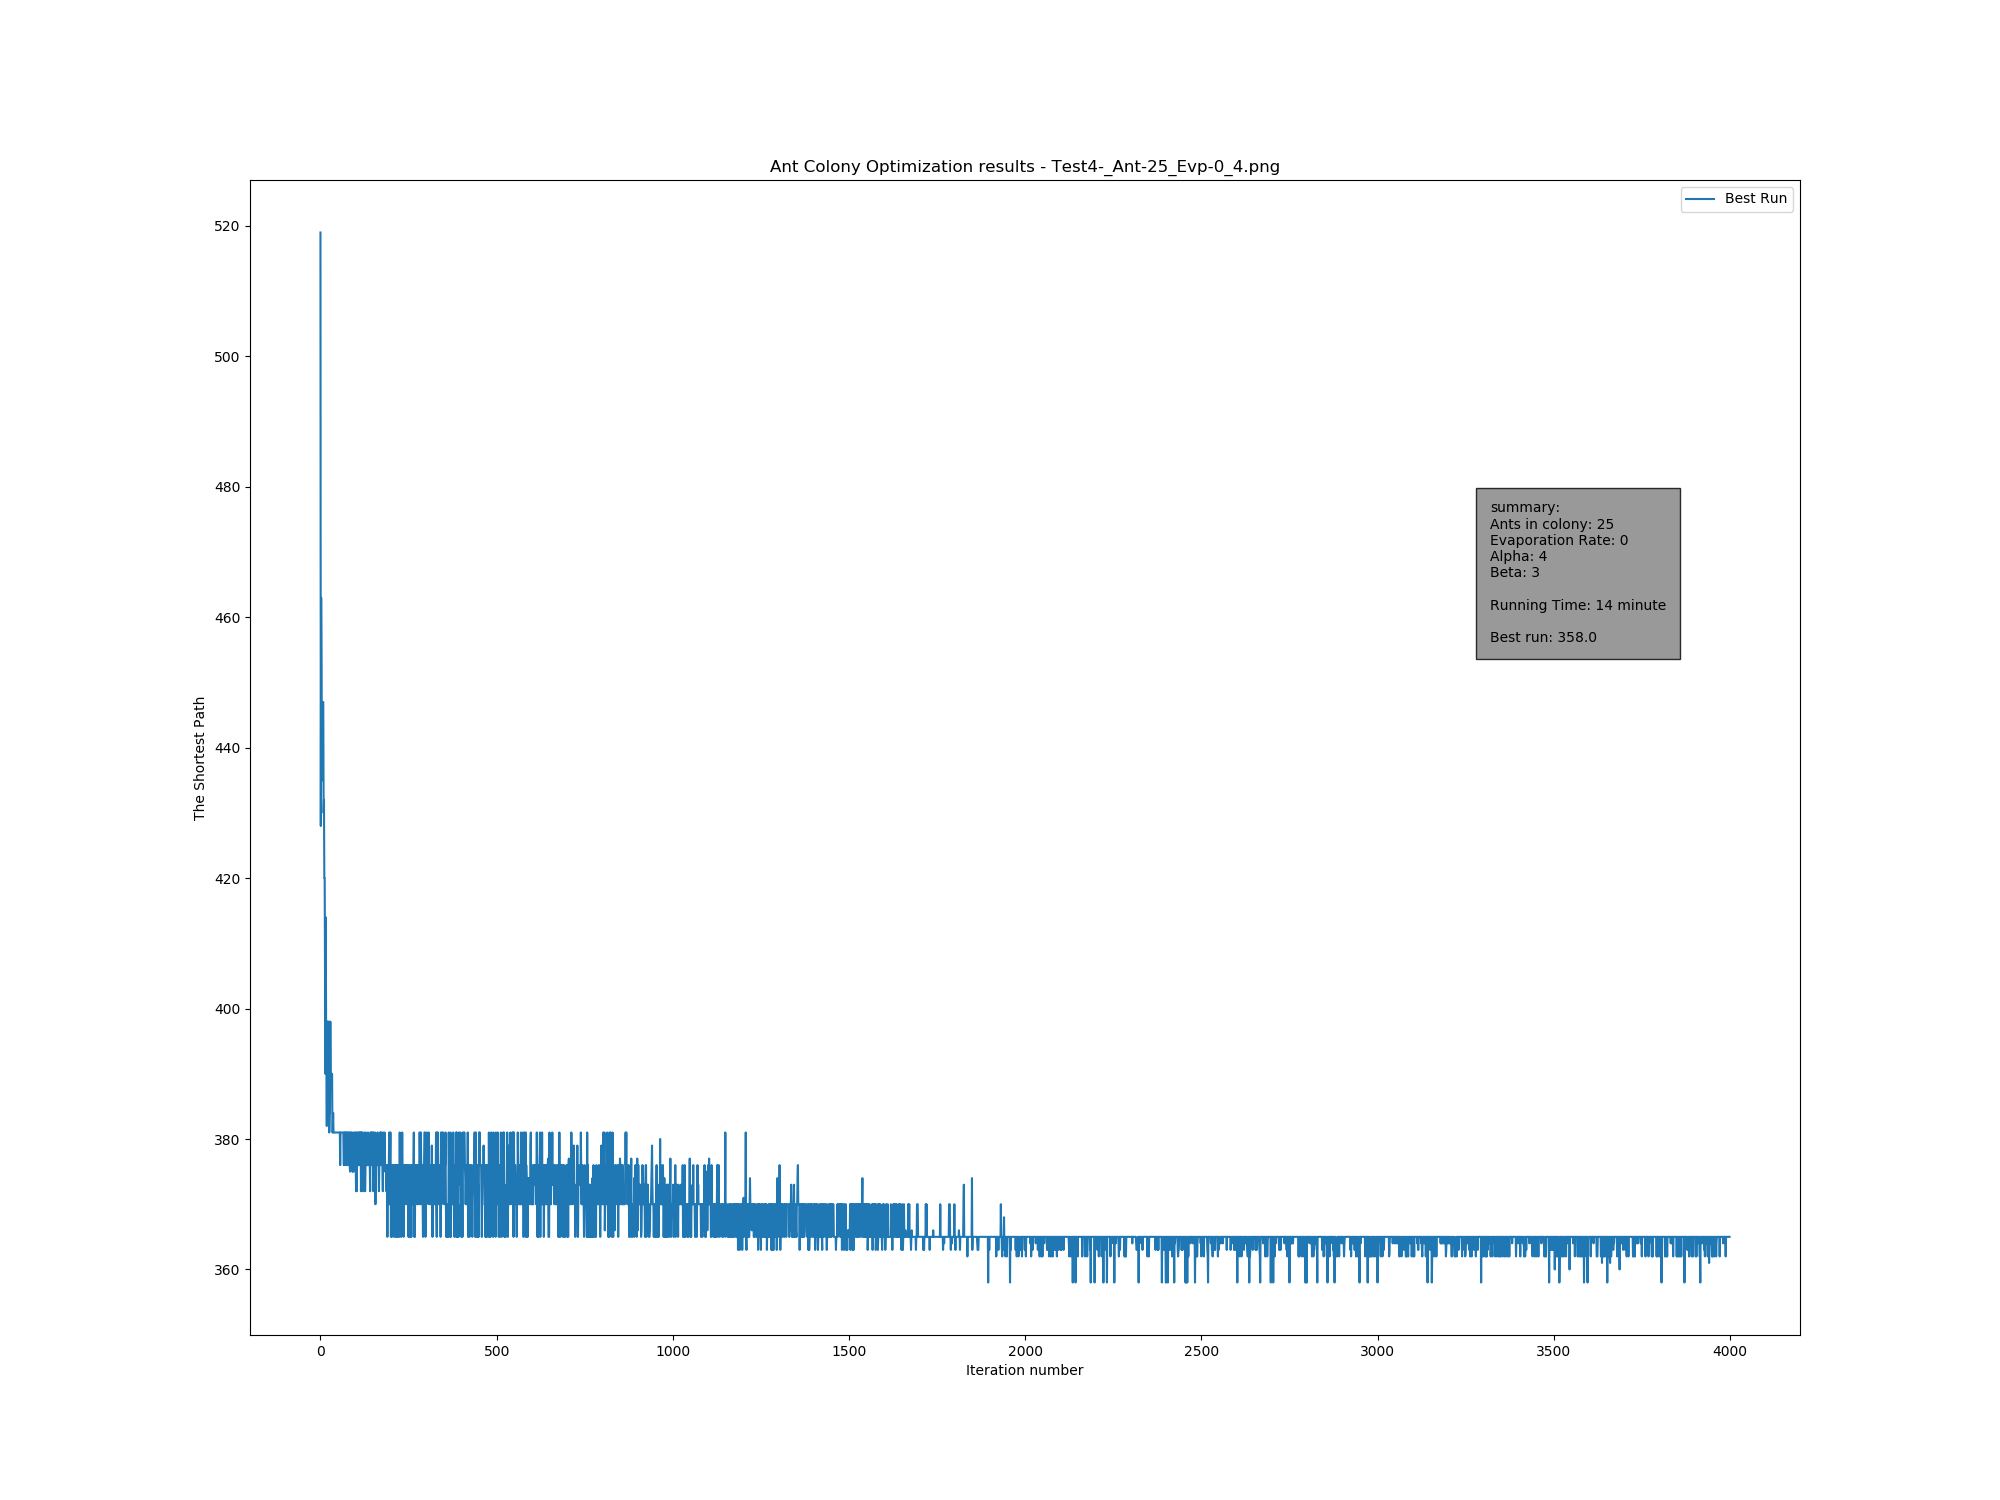 Ant Colony Optimization results - Test4-_Ant-25_Evp-0_4.png
Best Run
520
500
480
460
440
420
400
380
360
The Shortest Path
summary:
Ants in colony: 25
Evaporation Rate: 0
Alpha: 4
Beta: 3
Running Time: 14 minute
Best run: 358.0
0 500 1000 1500 2000 2500 3000 3500 4000
Iteration number